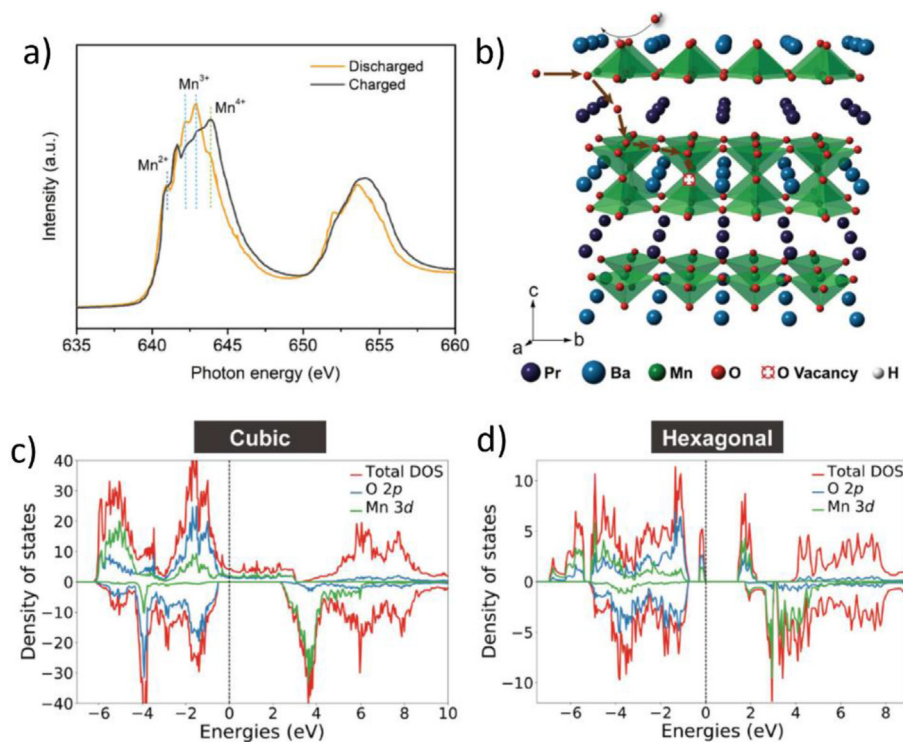 a)
Intensity (a.u.)
Discharged
Charged
Mn2+
Mn3+
Mn4+
635 640 645 650 655 660
Photon energy (eV)
b)
c
a
b
Pr Ba Mn O O Vacancy H
c)
Cubic
Density of states
40
30
20
10
0
−10
−20
−30
−40
Total DOS
O 2p
Mn 3d
−6 −4 −2 0 2 4 6 8 10
Energies (eV)
d)
Hexagonal
Density of states
10
5
0
−5
−10
Total DOS
O 2p
Mn 3d
−6 −4 −2 0 2 4 6 8
Energies (eV)